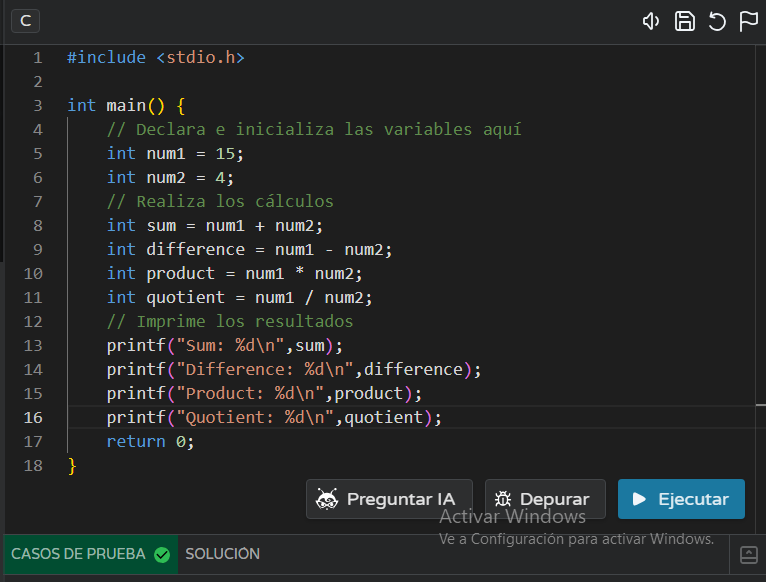 C
1 #include <stdio.h>
2
3 int main() {
4 // Declara e inicializa las variables aquí
5 int num1 = 15;
6 int num2 = 4;
7 // Realiza los cálculos
8 int sum = num1 + num2;
9 int difference = num1 - num2;
10 int product = num1 * num2;
11 int quotient = num1 / num2;
12 // Imprime los resultados
13 printf("Sum: %d\n",sum);
14 printf("Difference: %d\n",difference);
15 printf("Product: %d\n",product);
16 printf("Quotient: %d\n",quotient);
17 return 0;
18 }
Preguntar IA Depurar Ejecutar
Activar Windows
Ve a Configuración para activar Windows.
CASOS DE PRUEBA SOLUCIÓN